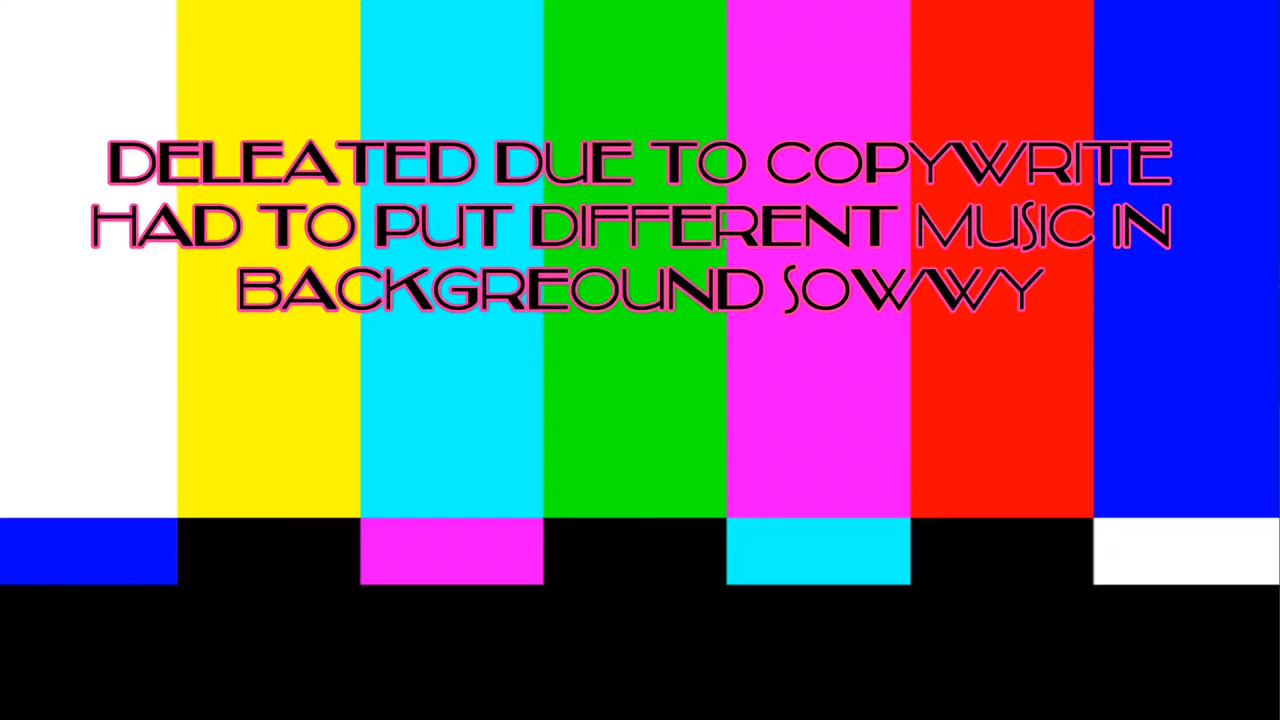 DELEATED DUE TO COPYWRITE
HAD TO PUT DIFFERENT MUSIC IN
BACKGREOUND SOWWY